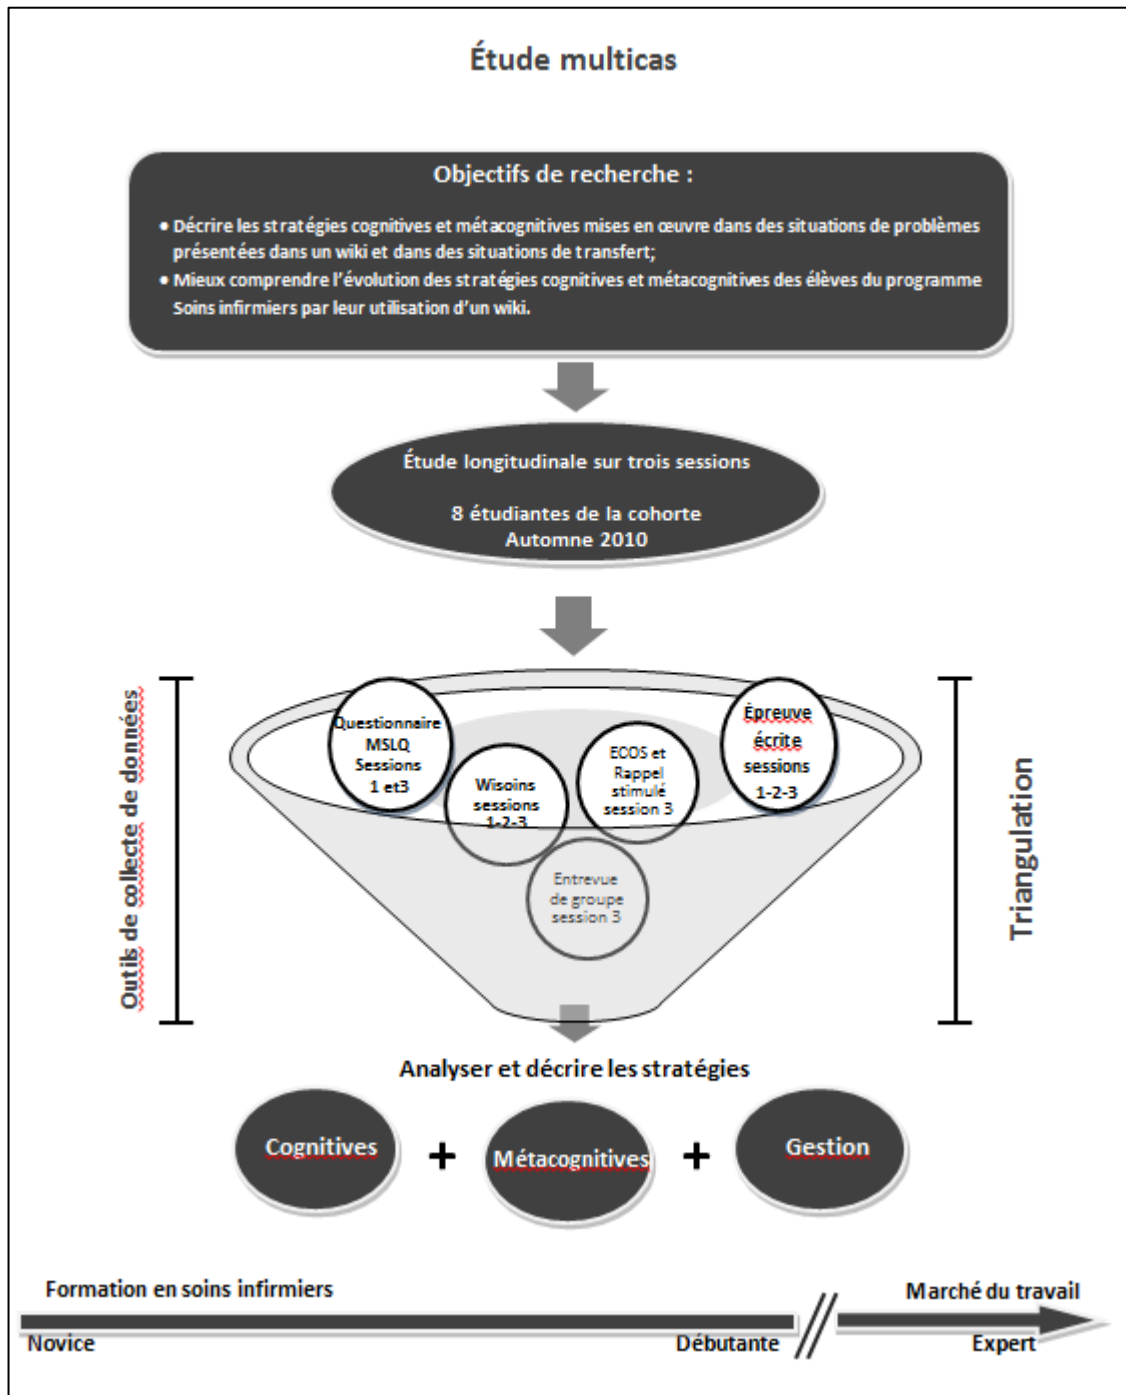 Étude multicas
Objectifs de recherche :
• Décrire les stratégies cognitives et métacognitives mises en œuvre dans des situations de problèmes
présentées dans un wiki et dans des situations de transfert;
• Mieux comprendre l'évolution des stratégies cognitives et métacognitives des élèves du programme
Soins infirmiers par leur utilisation d'un wiki.
Étude longitudinale sur trois sessions
8 étudiantes de la cohorte
Automne 2010
Outils de collecte de données
Questionnaire
MSLQ
Sessions
1 et3
Wisoins
sessions
1-2-3
ECOS et
Rappel
stimulé
session 3
Épreuve
écrite
sessions
1-2-3
Entrevue
de groupe
session 3
Triangulation
Analyser et décrire les stratégies
Cognitives + Métacognitives + Gestion
Formation en soins infirmiers
Marché du travail
Novice
Débutante
Expert